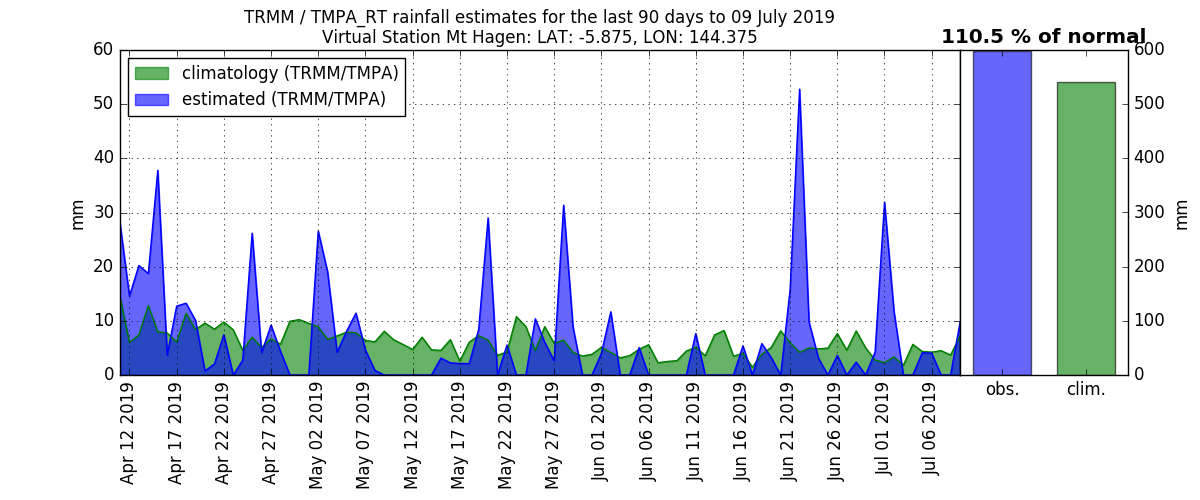 TRMM / TMPA_RT rainfall estimates for the last 90 days to 09 July 2019
Virtual Station Mt Hagen: LAT: -5.875, LON: 144.375
110.5 % of normal
climatology (TRMM/TMPA)
estimated (TRMM/TMPA)
60
50
40
30
20
10
0
mm
600
500
400
300
200
100
0
mm
Apr 12 2019
Apr 17 2019
Apr 22 2019
Apr 27 2019
May 02 2019
May 07 2019
May 12 2019
May 17 2019
May 22 2019
May 27 2019
Jun 01 2019
Jun 06 2019
Jun 11 2019
Jun 16 2019
Jun 21 2019
Jun 26 2019
Jul 01 2019
Jul 06 2019
obs.
clim.